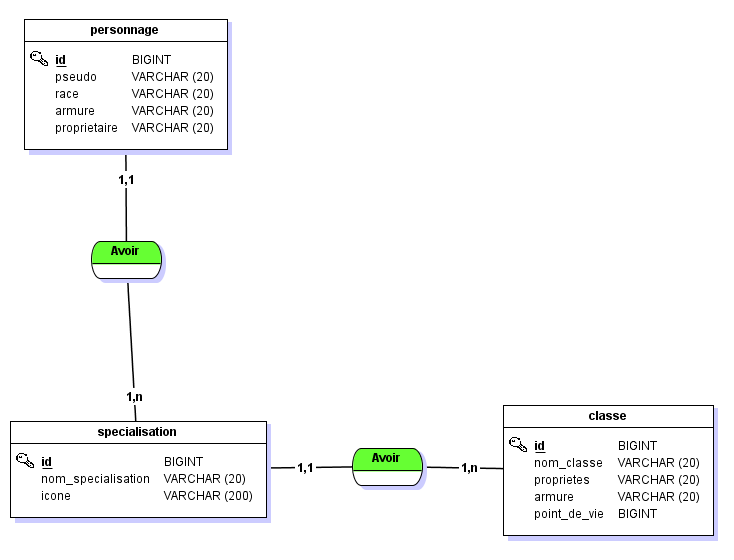 personnage
id BIGINT
pseudo VARCHAR (20)
race VARCHAR (20)
armure VARCHAR (20)
proprietaire VARCHAR (20)
1,1
Avoir
1,n
specialisation
id BIGINT
nom_specialisation VARCHAR (20)
icone VARCHAR (200)
1,1
Avoir
1,n
classe
id BIGINT
nom_classe VARCHAR (20)
proprietes VARCHAR (20)
armure VARCHAR (20)
point_de_vie BIGINT